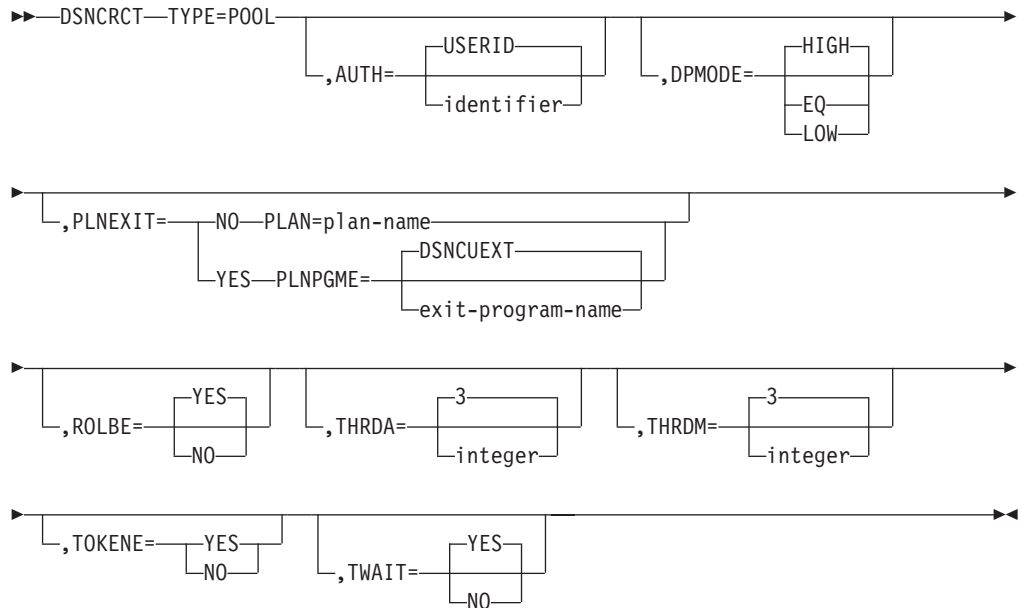 DSNCRCT TYPE=POOL
,AUTH= USERID
identifier
,DPMODE= HIGH
EQ
LOW
,PLNEXIT= NO PLAN=plan-name
YES PLNPGME= DSNCUEXT
exit-program-name
,ROLBE= YES
NO
,THRDA= 3
integer
,THRDM= 3
integer
,TOKENE= YES
NO
,TWAIT= YES
NO